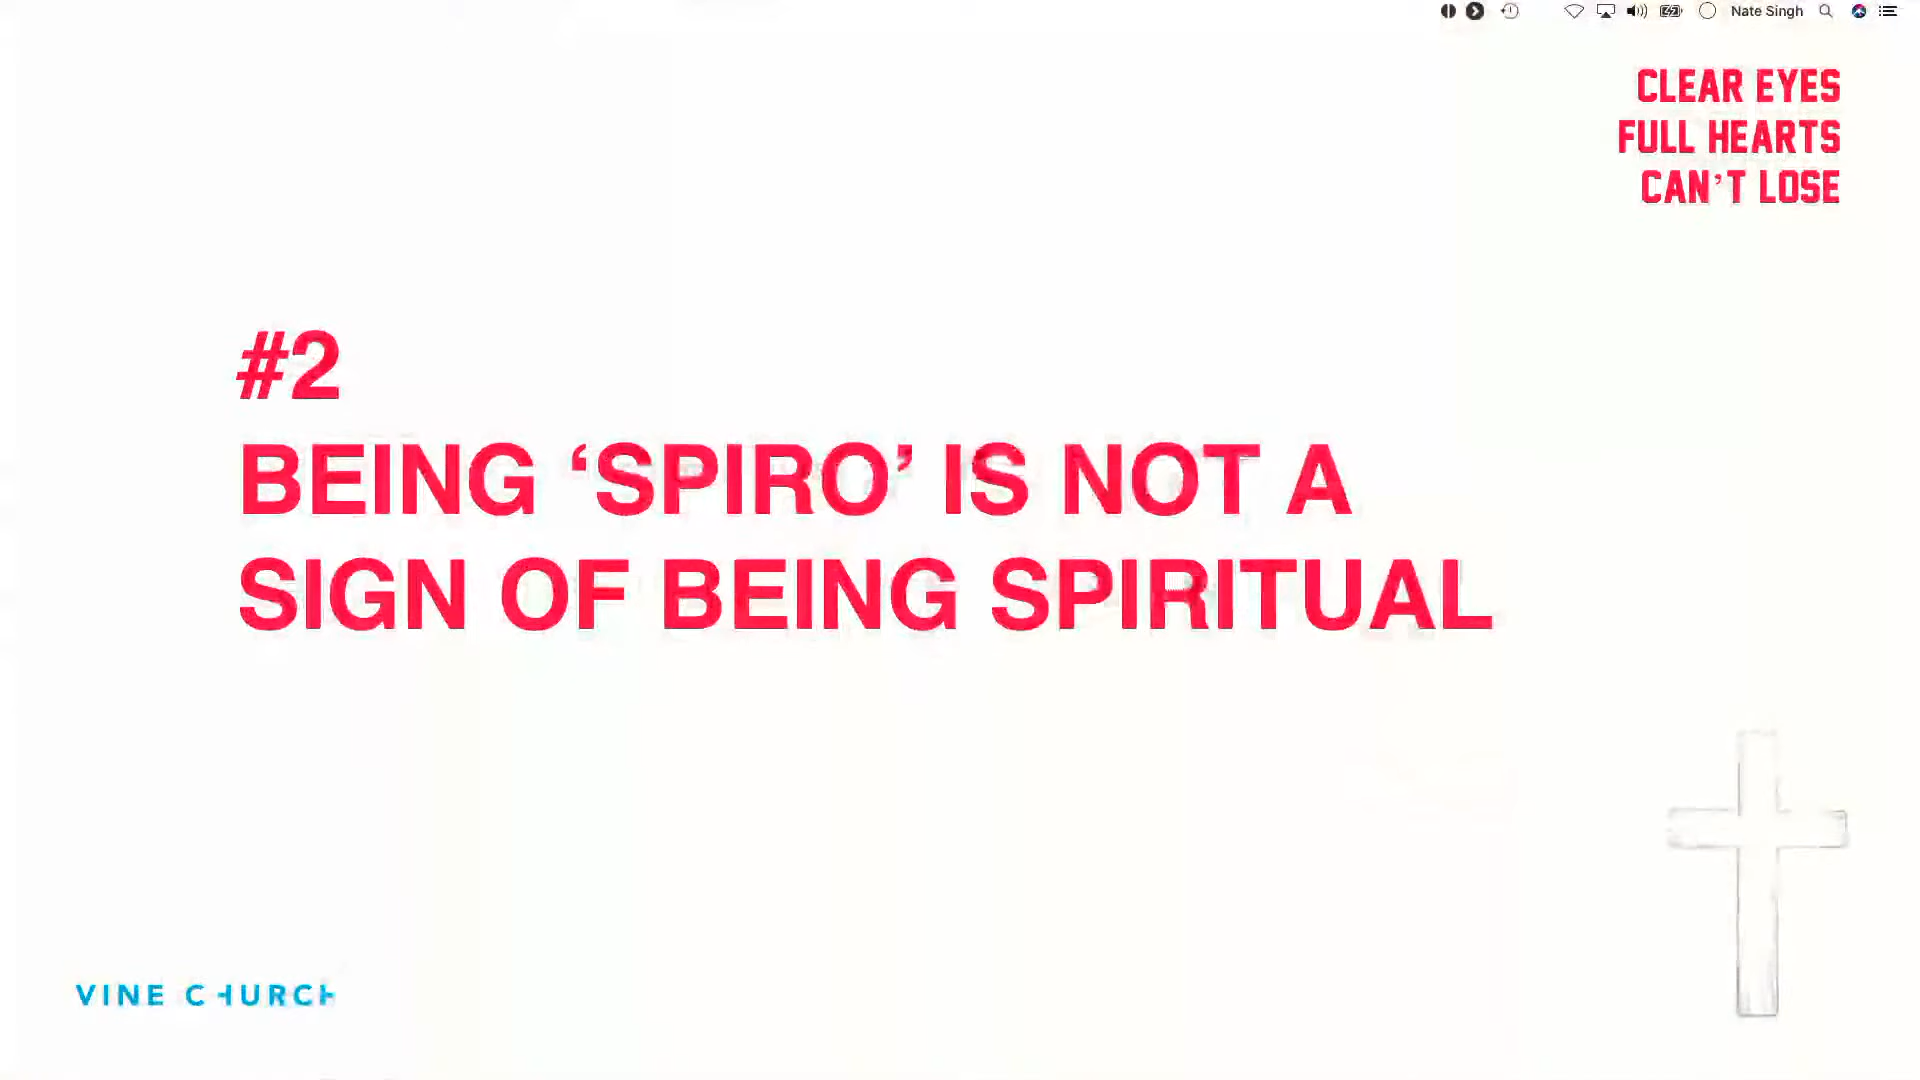 Nate Singh
CLEAR EYES
FULL HEARTS
CAN'T LOSE
#2
BEING ‘SPIRO’ IS NOT A
SIGN OF BEING SPIRITUAL
VINE CHURCH